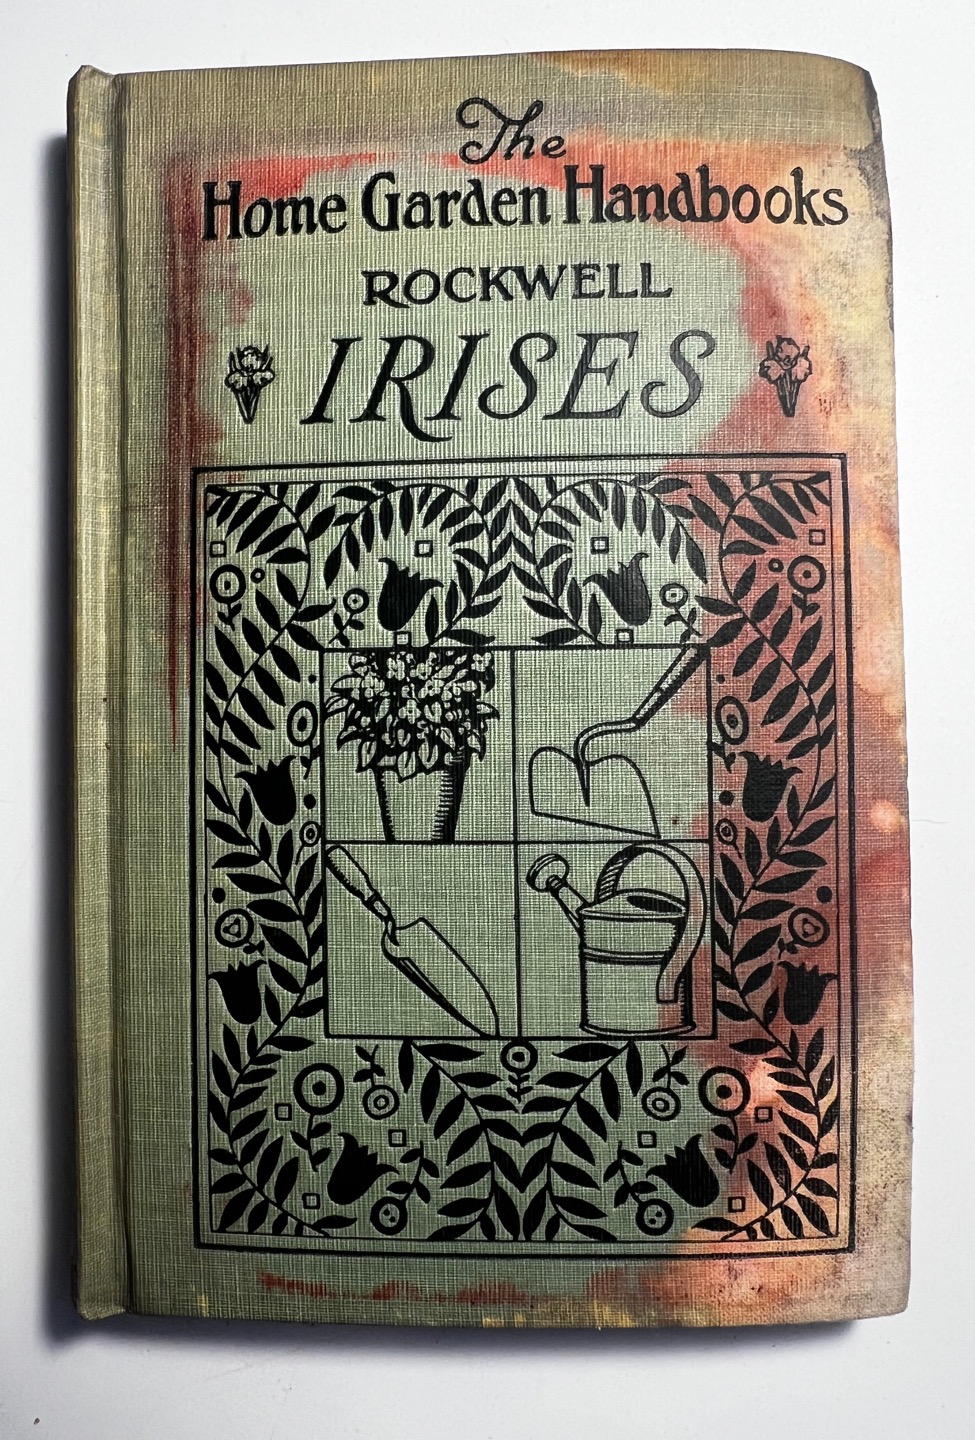 The
Home Garden Handbooks
ROCKWELL
IRISES